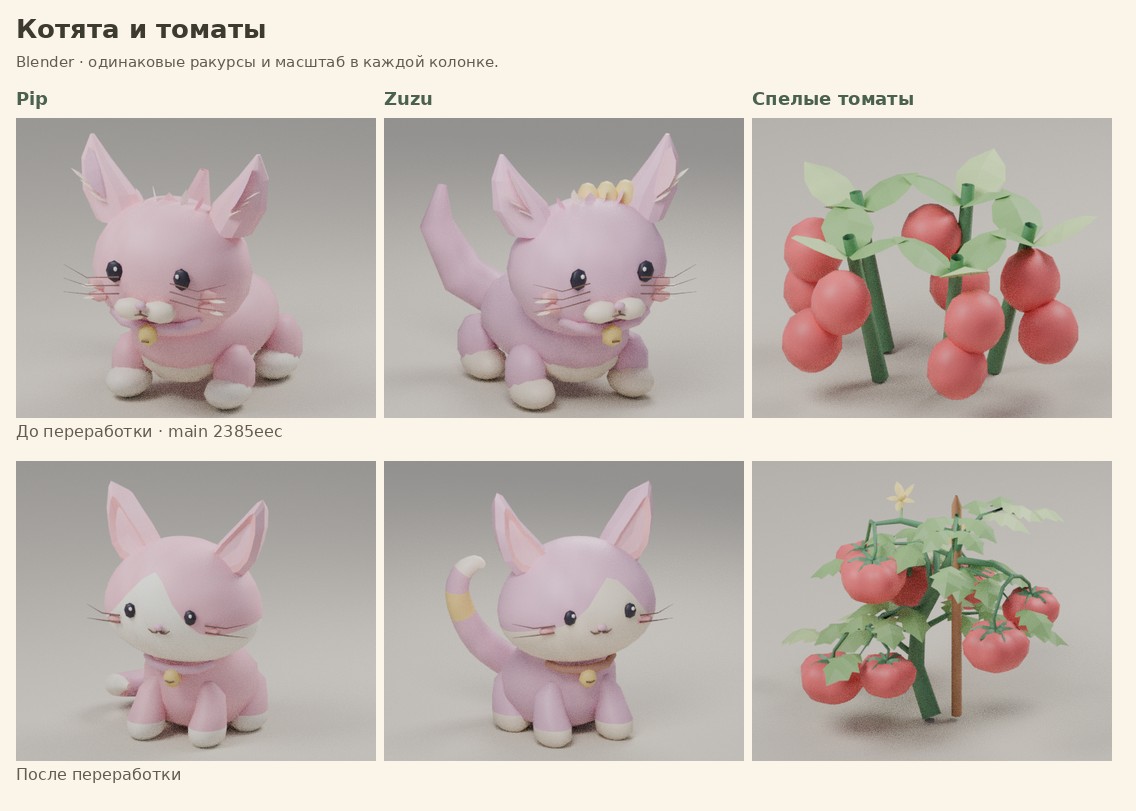 Котята и томаты
Blender · одинаковые ракурсы и масштаб в каждой колонке.
Pip
Zuzu
Спелые томаты
До переработки · main 2385eec
После переработки